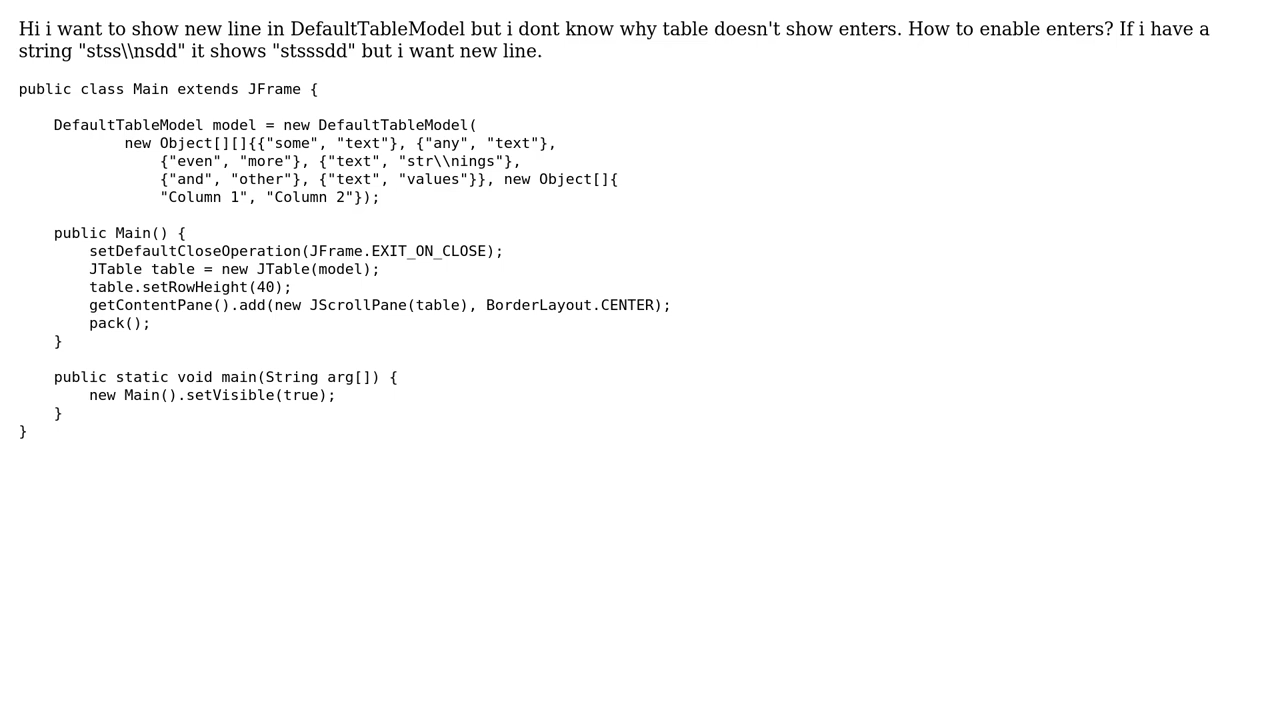 Hi i want to show new line in DefaultTableModel but i dont know why table doesn't show enters. How to enable enters? If i have a
string "stss\\nsdd" it shows "stsssdd" but i want new line.
public class Main extends JFrame {
    DefaultTableModel model = new DefaultTableModel(
            new Object[][]{{"some", "text"}, {"any", "text"},
                {"even", "more"}, {"text", "str\\nings"},
                {"and", "other"}, {"text", "values"}}, new Object[]{
                "Column 1", "Column 2"});
    public Main() {
        setDefaultCloseOperation(JFrame.EXIT_ON_CLOSE);
        JTable table = new JTable(model);
        table.setRowHeight(40);
        getContentPane().add(new JScrollPane(table), BorderLayout.CENTER);
        pack();
    }
    public static void main(String arg[]) {
        new Main().setVisible(true);
    }
}